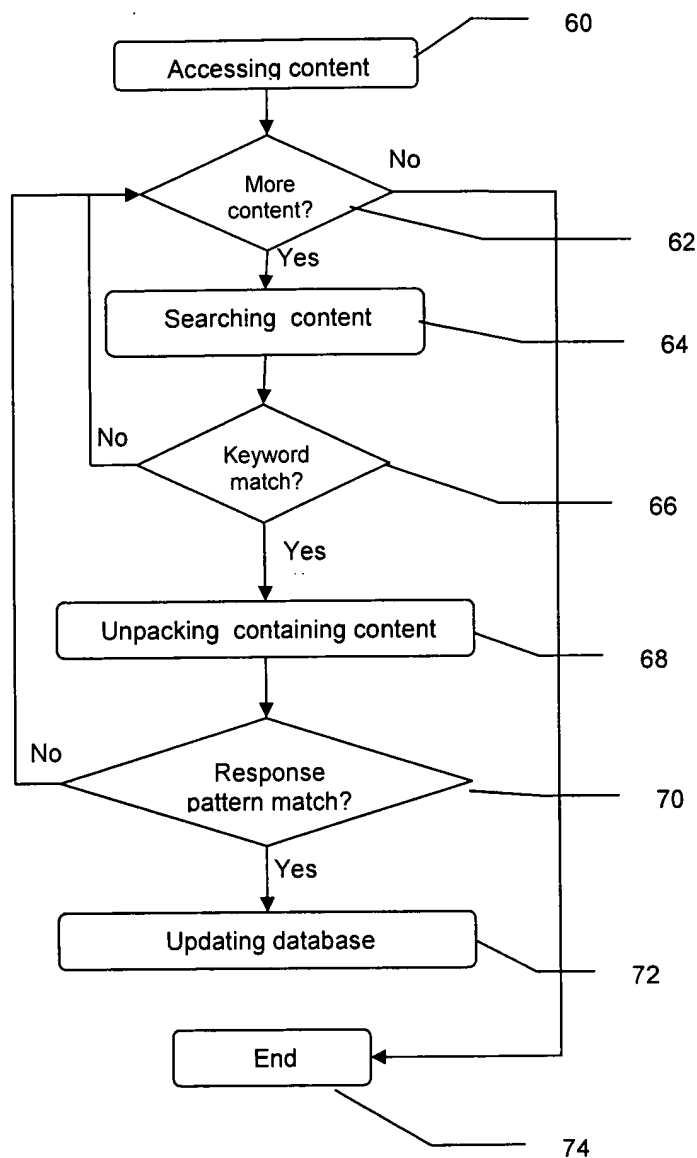 60
Accessing content
No
More
content?
62
Yes
Searching content
64
No
Keyword
match?
66
Yes
Unpacking containing content
68
No
Response
pattern match?
70
Yes
Updating database
72
End
74